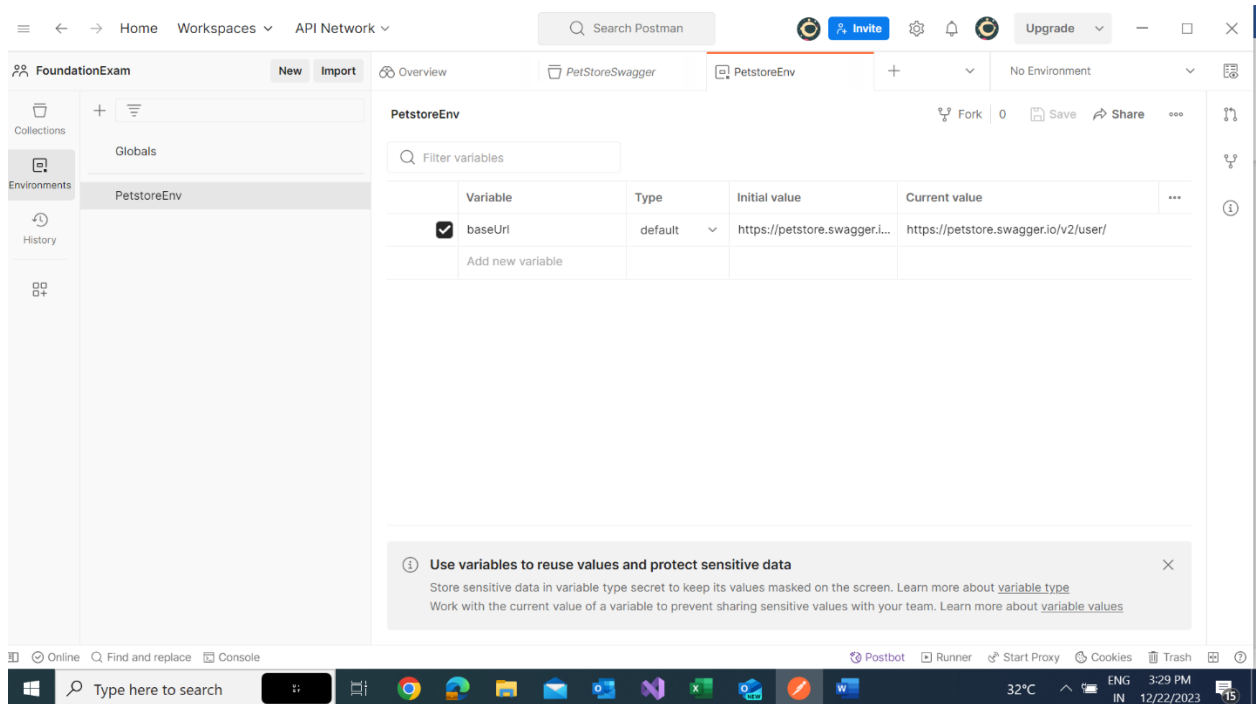 Home Workspaces API Network Search Postman Invite Upgrade
FoundationExam New Import Overview PetStoreSwagger PetstoreEnv No Environment
Collections
Environments
History
Globals
PetstoreEnv
PetstoreEnv Fork 0 Save Share
Filter variables
Variable Type Initial value Current value
baseUrl default https://petstore.swagger.i... https://petstore.swagger.io/v2/user/
Add new variable
Use variables to reuse values and protect sensitive data
Store sensitive data in variable type secret to keep its values masked on the screen. Learn more about variable type
Work with the current value of a variable to prevent sharing sensitive values with your team. Learn more about variable values
Online Find and replace Console Postbot Runner Start Proxy Cookies Trash
Type here to search 32°C ENG 3:29 PM
IN 12/22/2023 15